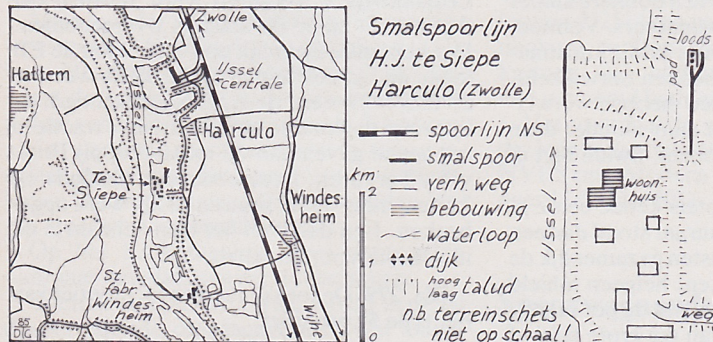 Zwolle
IJssel
centrale
Hattem
IJssel
Harculo
Te
Siepe
Windes-
heim
St.
fabr.
Windes
heim
Wijhe
85
DTG
Smalspoorlijn
H.J. te Siepe
Harculo (Zwolle)
spoorlijn NS
smalspoor
verh. weg
bebouwing
waterloop
dijk
hoog
laag talud
n.b. terreinschets
niet op schaal!
km
2
1
0
loods
ped
IJssel
woon-
huis
weg